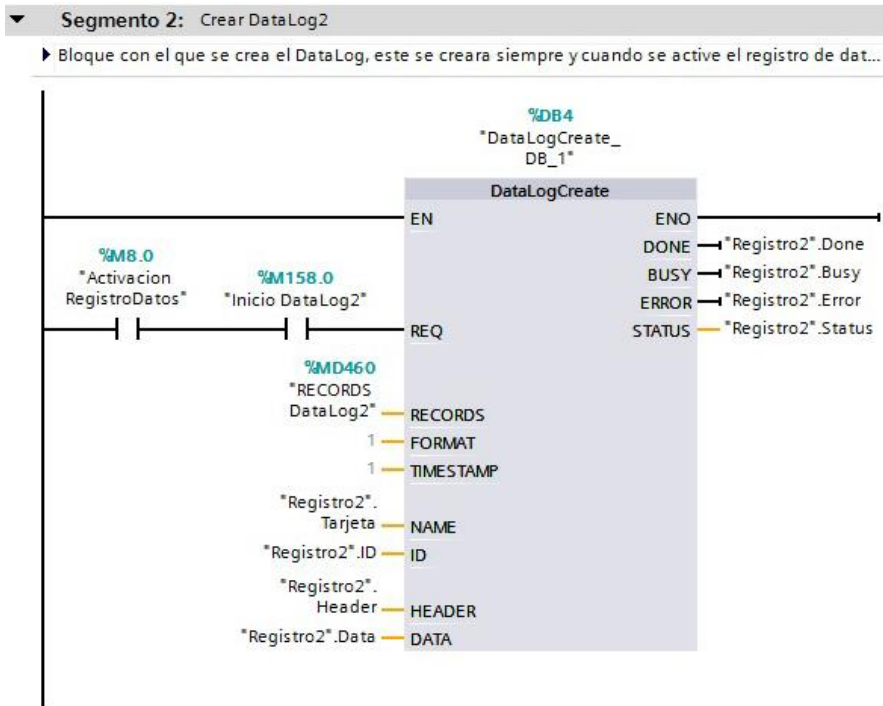 Segmento 2: Crear DataLog2
Bloque con el que se crea el DataLog, este se creara siempre y cuando se active el registro de dat...
%DB4
"DataLogCreate_
DB_1"
DataLogCreate
EN ENO
DONE "Registro2".Done
BUSY "Registro2".Busy
ERROR "Registro2".Error
%M8.0
"Activacion
RegistroDatos"
%M158.0
"Inicio DataLog2"
REQ STATUS "Registro2".Status
%MD460
"RECORDS
DataLog2" RECORDS
1 FORMAT
1 TIMESTAMP
"Registro2".
Tarjeta NAME
"Registro2".ID ID
"Registro2".
Header HEADER
"Registro2".Data DATA